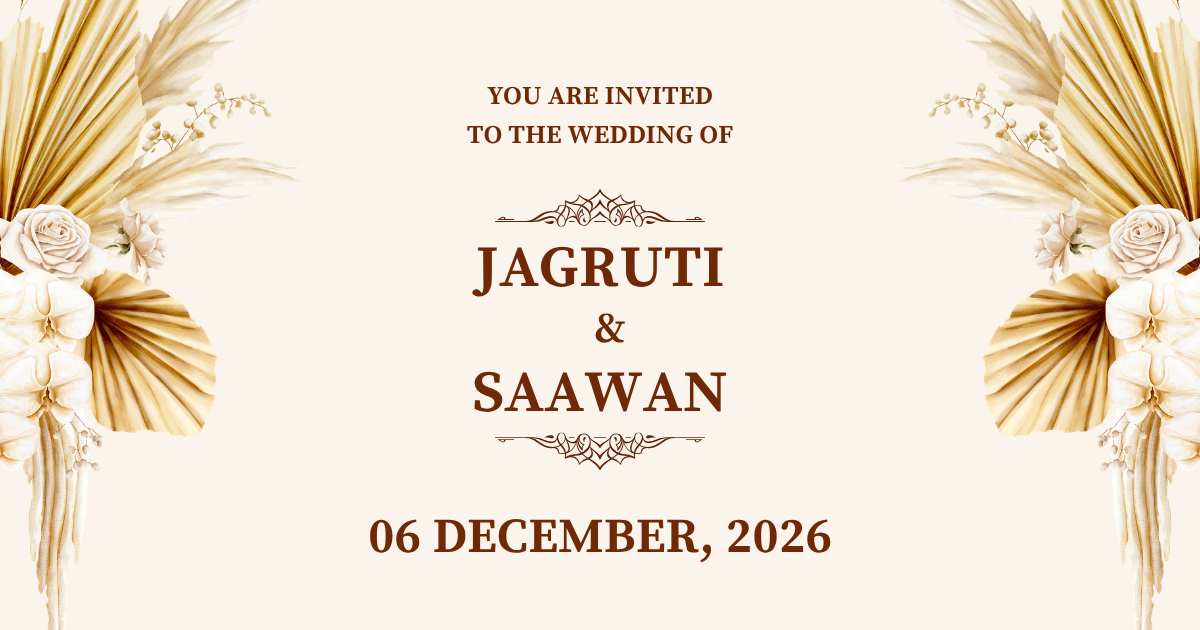 YOU ARE INVITED
TO THE WEDDING OF
JAGRUTI
&
SAAWAN
06 DECEMBER, 2026